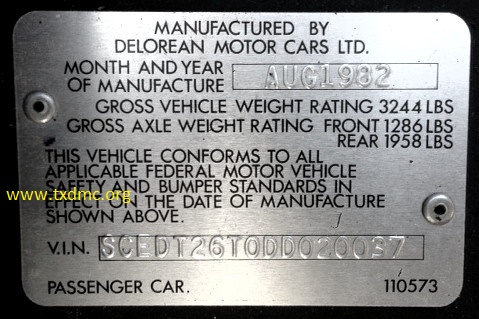 MANUFACTURED BY
DELOREAN MOTOR CARS LTD.
MONTH AND YEAR
OF MANUFACTURE AUG1982
GROSS VEHICLE WEIGHT RATING 3244 LBS
GROSS AXLE WEIGHT RATING FRONT 1286 LBS
REAR 1958 LBS
THIS VEHICLE CONFORMS TO ALL
APPLICABLE FEDERAL MOTOR VEHICLE
SAFETY AND BUMPER STANDARDS IN
EFFECT ON THE DATE OF MANUFACTURE
SHOWN ABOVE.
www.txdmc.org
V.I.N.
PASSENGER CAR. 110573